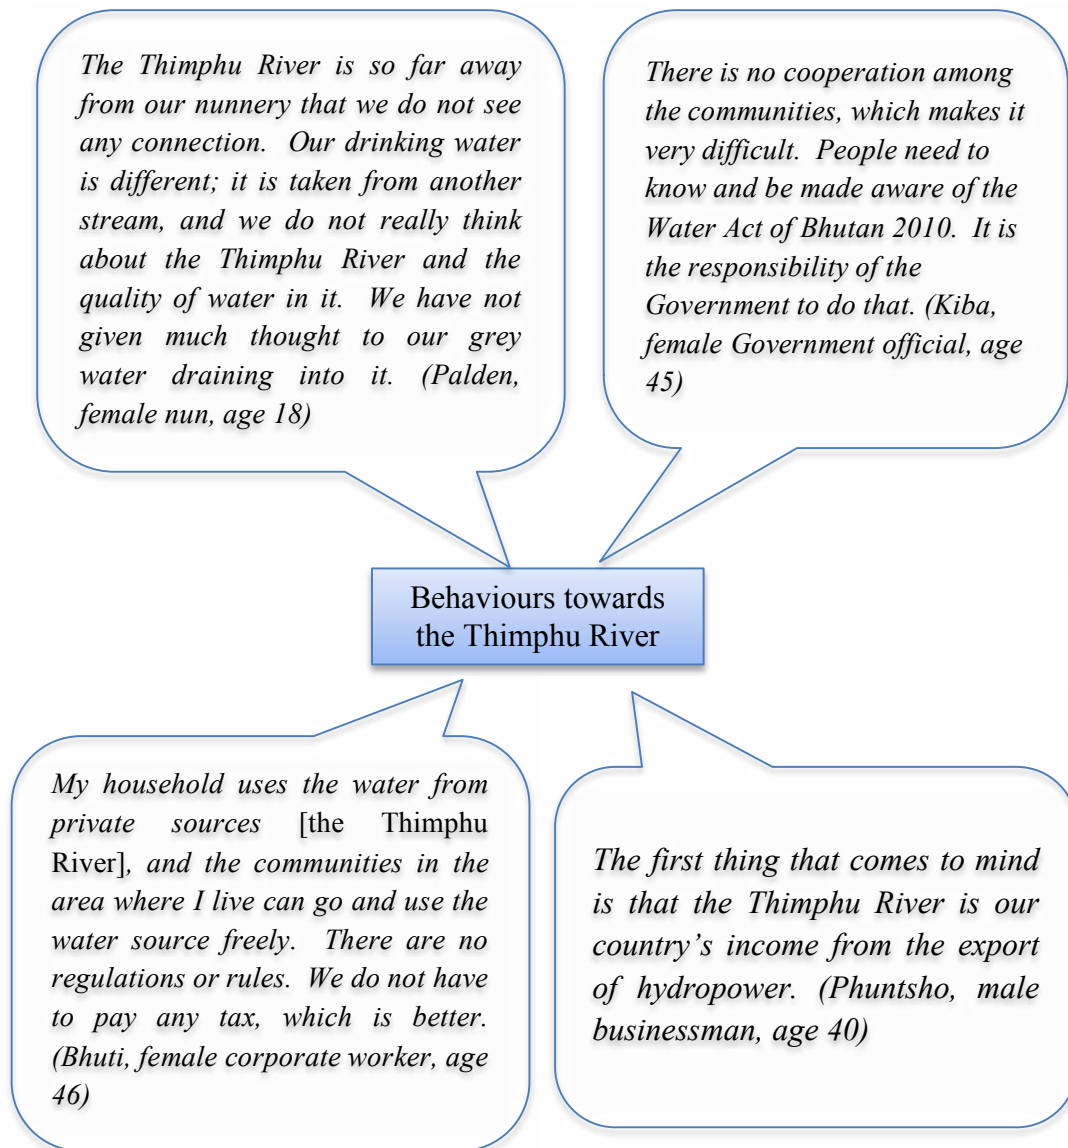 The Thimphu River is so far away
from our nunnery that we do not see
any connection. Our drinking water
is different; it is taken from another
stream, and we do not really think
about the Thimphu River and the
quality of water in it. We have not
given much thought to our grey
water draining into it. (Palden,
female nun, age 18)
There is no cooperation among
the communities, which makes it
very difficult. People need to
know and be made aware of the
Water Act of Bhutan 2010. It is
the responsibility of the
Government to do that. (Kiba,
female Government official, age
45)
Behaviours towards
the Thimphu River
My household uses the water from
private sources [the Thimphu
River], and the communities in the
area where I live can go and use the
water source freely. There are no
regulations or rules. We do not have
to pay any tax, which is better.
(Bhuti, female corporate worker, age
46)
The first thing that comes to mind
is that the Thimphu River is our
country’s income from the export
of hydropower. (Phuntsho, male
businessman, age 40)